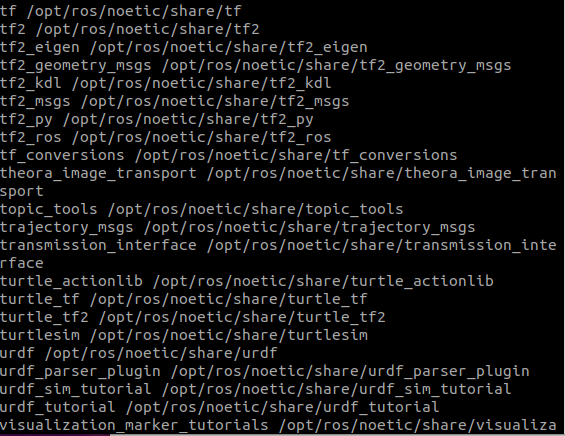 tf /opt/ros/noetic/share/tf
tf2 /opt/ros/noetic/share/tf2
tf2_eigen /opt/ros/noetic/share/tf2_eigen
tf2_geometry_msgs /opt/ros/noetic/share/tf2_geometry_msgs
tf2_kdl /opt/ros/noetic/share/tf2_kdl
tf2_msgs /opt/ros/noetic/share/tf2_msgs
tf2_py /opt/ros/noetic/share/tf2_py
tf2_ros /opt/ros/noetic/share/tf2_ros
tf_conversions /opt/ros/noetic/share/tf_conversions
theora_image_transport /opt/ros/noetic/share/theora_image_tran
sport
topic_tools /opt/ros/noetic/share/topic_tools
trajectory_msgs /opt/ros/noetic/share/trajectory_msgs
transmission_interface /opt/ros/noetic/share/transmission_inte
rface
turtle_actionlib /opt/ros/noetic/share/turtle_actionlib
turtle_tf /opt/ros/noetic/share/turtle_tf
turtle_tf2 /opt/ros/noetic/share/turtle_tf2
turtlesim /opt/ros/noetic/share/turtlesim
urdf /opt/ros/noetic/share/urdf
urdf_parser_plugin /opt/ros/noetic/share/urdf_parser_plugin
urdf_sim_tutorial /opt/ros/noetic/share/urdf_sim_tutorial
urdf_tutorial /opt/ros/noetic/share/urdf_tutorial
visualization_marker_tutorials /opt/ros/noetic/share/visualiza